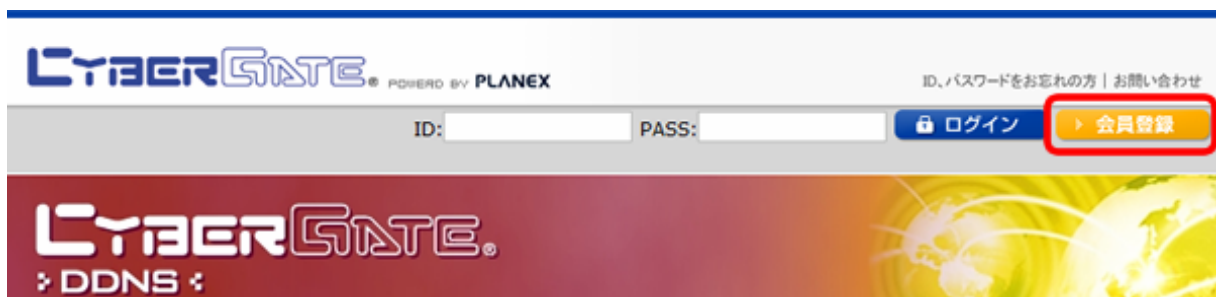 CYBERGATE® POWERD BY PLANEX
ID、パスワードをお忘れの方 | お問い合わせ
ID: PASS: ログイン 会員登録
CYBERGATE®
DDNS